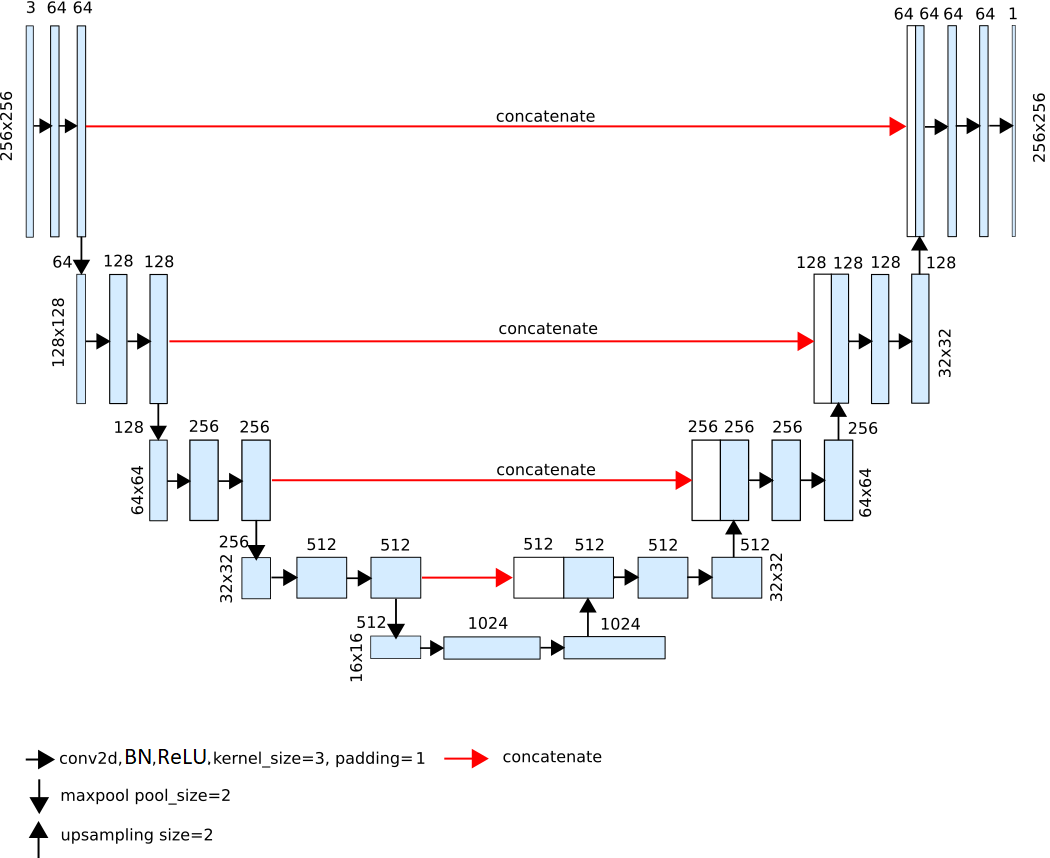 3 64 64
64 64 64 64 1
256x256
concatenate
256x256
64 128 128
128 128 128 128
128x128
concatenate
32x32
128 256 256
256 256 256 256
64x64
concatenate
64x64
256 512 512
512 512 512 512
32x32
32x32
512 1024 1024
16x16
conv2d,BN,ReLU,kernel_size=3, padding=1
concatenate
maxpool pool_size=2
upsampling size=2